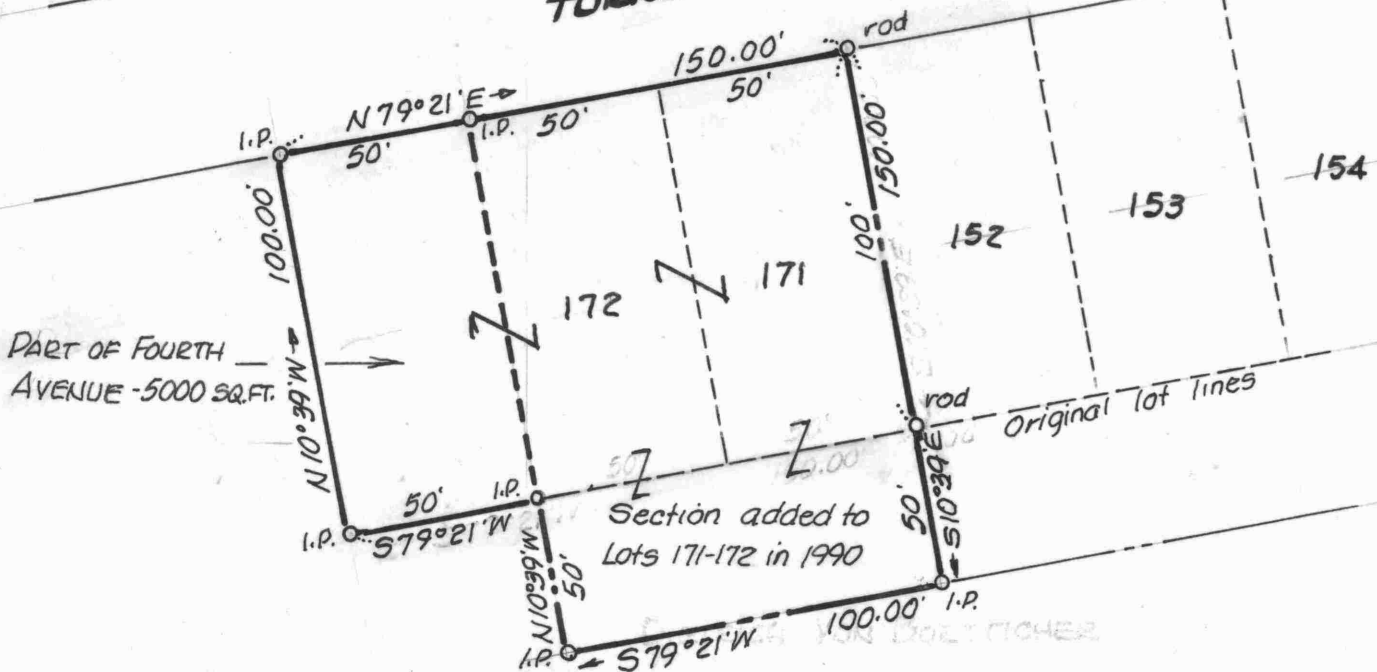 150.00'
rod
N 79°21'E
50'
I.P.
50'
I.P.
50'
100.00'
150.00'
100'
154
153
152
171
172
PART OF FOURTH
AVENUE - 5000 SQ.FT.
N 10°39'W
rod
Original lot lines
50'
I.P.
I.P.
S79°21'W
Section added to
Lots 171-172 in 1990
N10°39'W
50'
50'
S10°39'E
I.P.
100.00'
S79°21'W
I.P.